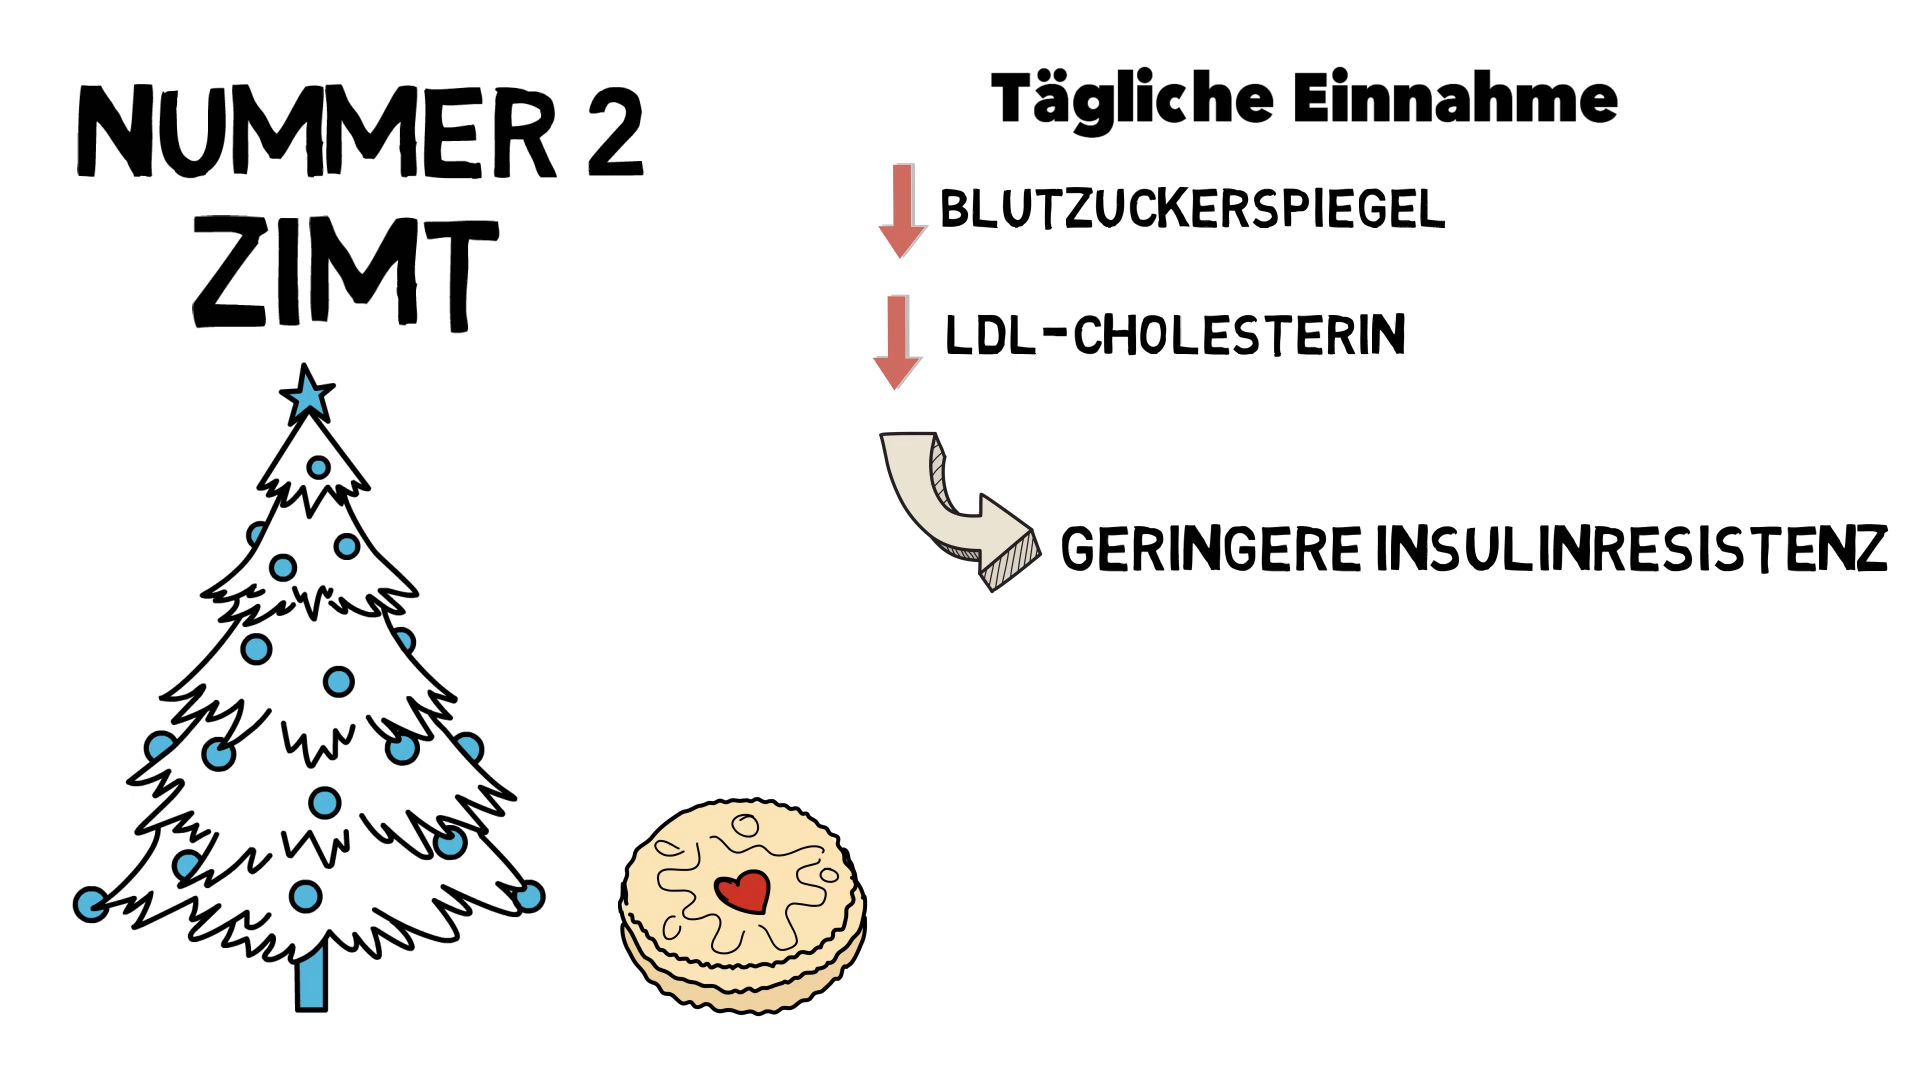 NUMMER 2
ZIMT
Tägliche Einnahme
BLUTZUCKERSPIEGEL
LDL-CHOLESTERIN
GERINGERE INSULINRESISTENZ